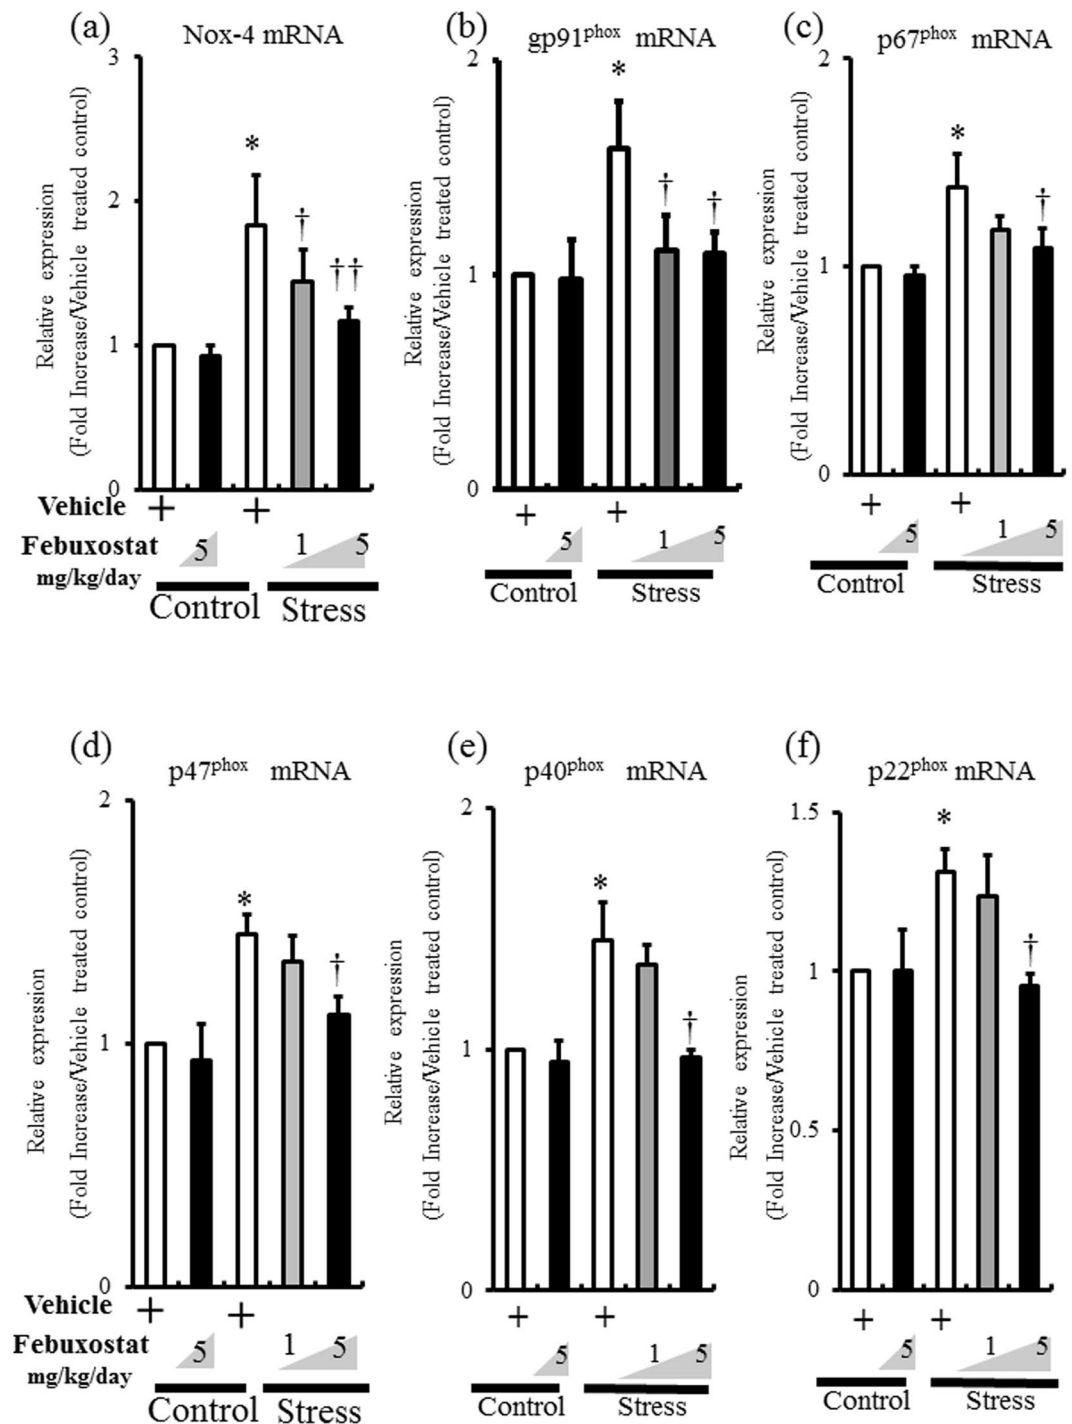 (a)
Nox-4 mRNA
3
2
1
0
Relative expression
(Fold Increase/Vehicle treated control)
*
†
††
Vehicle + +
Febuxostat 5 1 5
mg/kg/day
Control Stress
(b)
gp91phox mRNA
2
1
0
Relative expression
(Fold Increase/Vehicle treated control)
*
†
†
+ +
5 1 5
Control Stress
(c)
p67phox mRNA
2
1
0
Relative expression
(Fold Increase/Vehicle treated control)
*
†
+ +
5 1 5
Control Stress
(d)
p47phox mRNA
2
1
0
Relative expression
(Fold Increase/Vehicle treated control)
*
†
Vehicle + +
Febuxostat 5 1 5
mg/kg/day
Control Stress
(e)
p40phox mRNA
2
1
0
Relative expression
(Fold Increase/Vehicle treated control)
*
†
+ +
5 1 5
Control Stress
(f)
p22phox mRNA
1.5
1
0.5
0
Relative expression
(Fold Increase/Vehicle treated control)
*
†
+ +
5 1 5
Control Stress